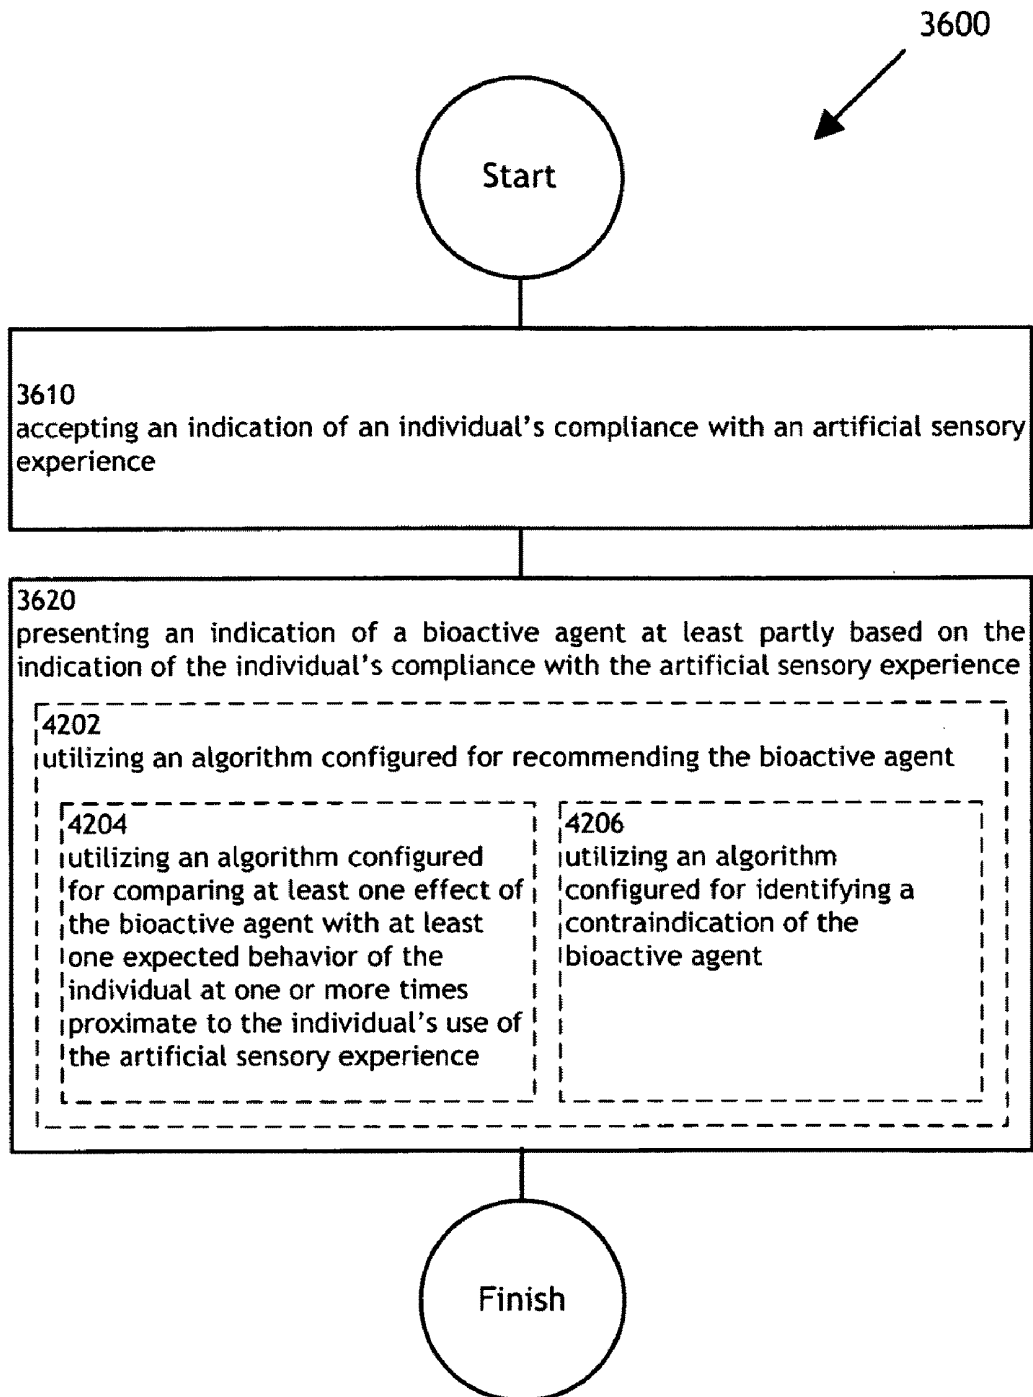 3600
Start
3610
accepting an indication of an individual's compliance with an artificial sensory
experience
3620
presenting an indication of a bioactive agent at least partly based on the
indication of the individual's compliance with the artificial sensory experience
4202
utilizing an algorithm configured for recommending the bioactive agent
4204
utilizing an algorithm configured
for comparing at least one effect of
the bioactive agent with at least
one expected behavior of the
individual at one or more times
proximate to the individual's use of
the artificial sensory experience
4206
utilizing an algorithm
configured for identifying a
contraindication of the
bioactive agent
Finish